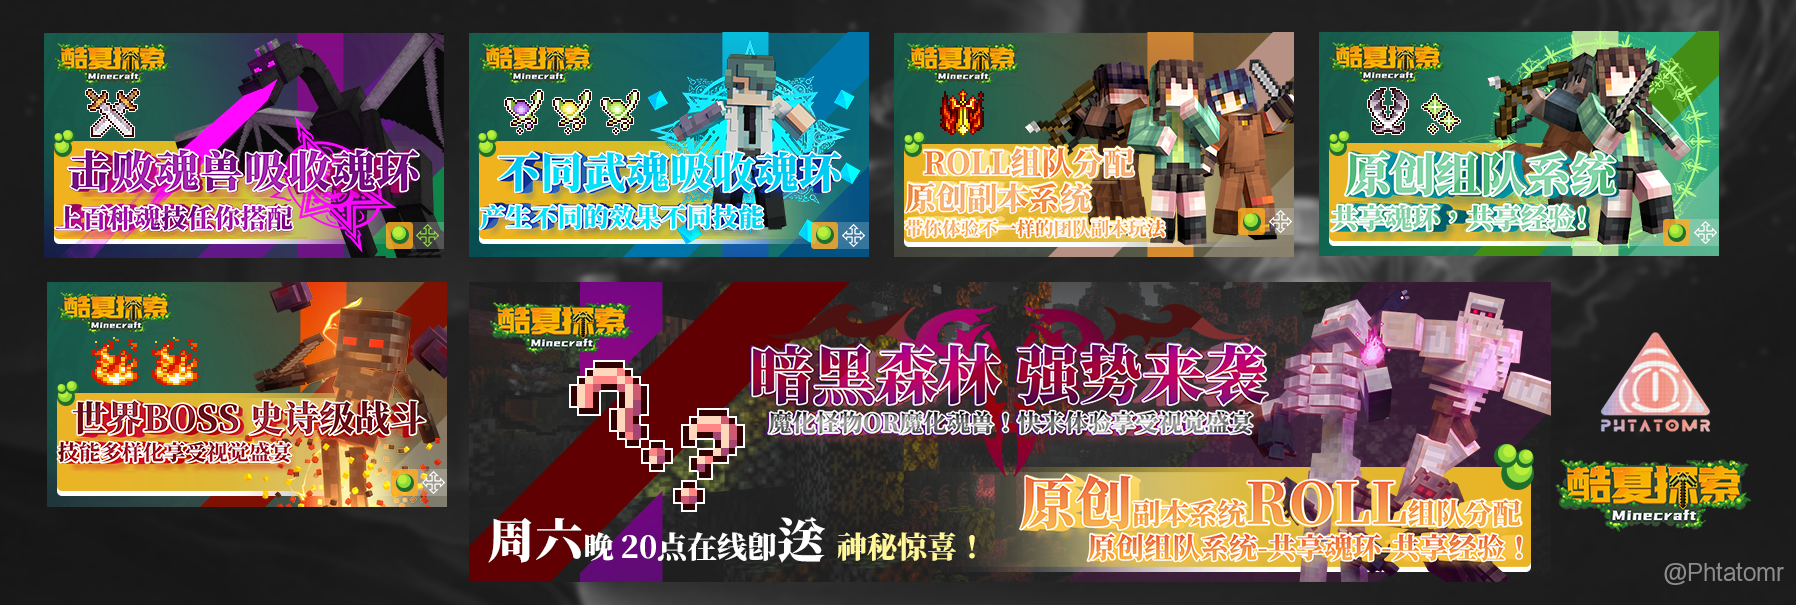 酷夏探索
Minecraft
击败魂兽吸收魂环
上百种魂技任你搭配
酷夏探索
Minecraft
不同武魂吸收魂环
产生不同的效果不同技能
酷夏探索
Minecraft
ROLL组队分配
原创副本系统
带你体验不一样的团队副本玩法
酷夏探索
Minecraft
原创组队系统
共享魂环，共享经验！
酷夏探索
Minecraft
世界BOSS 史诗级战斗
技能多样化享受视觉盛宴
酷夏探索
Minecraft
暗黑森林 强势来袭
魔化怪物OR魔化魂兽！快来体验享受视觉盛宴
原创副本系统ROLL组队分配
原创组队系统-共享魂环-共享经验！
周六晚20点在线即送 神秘惊喜！
PHTATOMR
酷夏探索
Minecraft
@Phtatomr